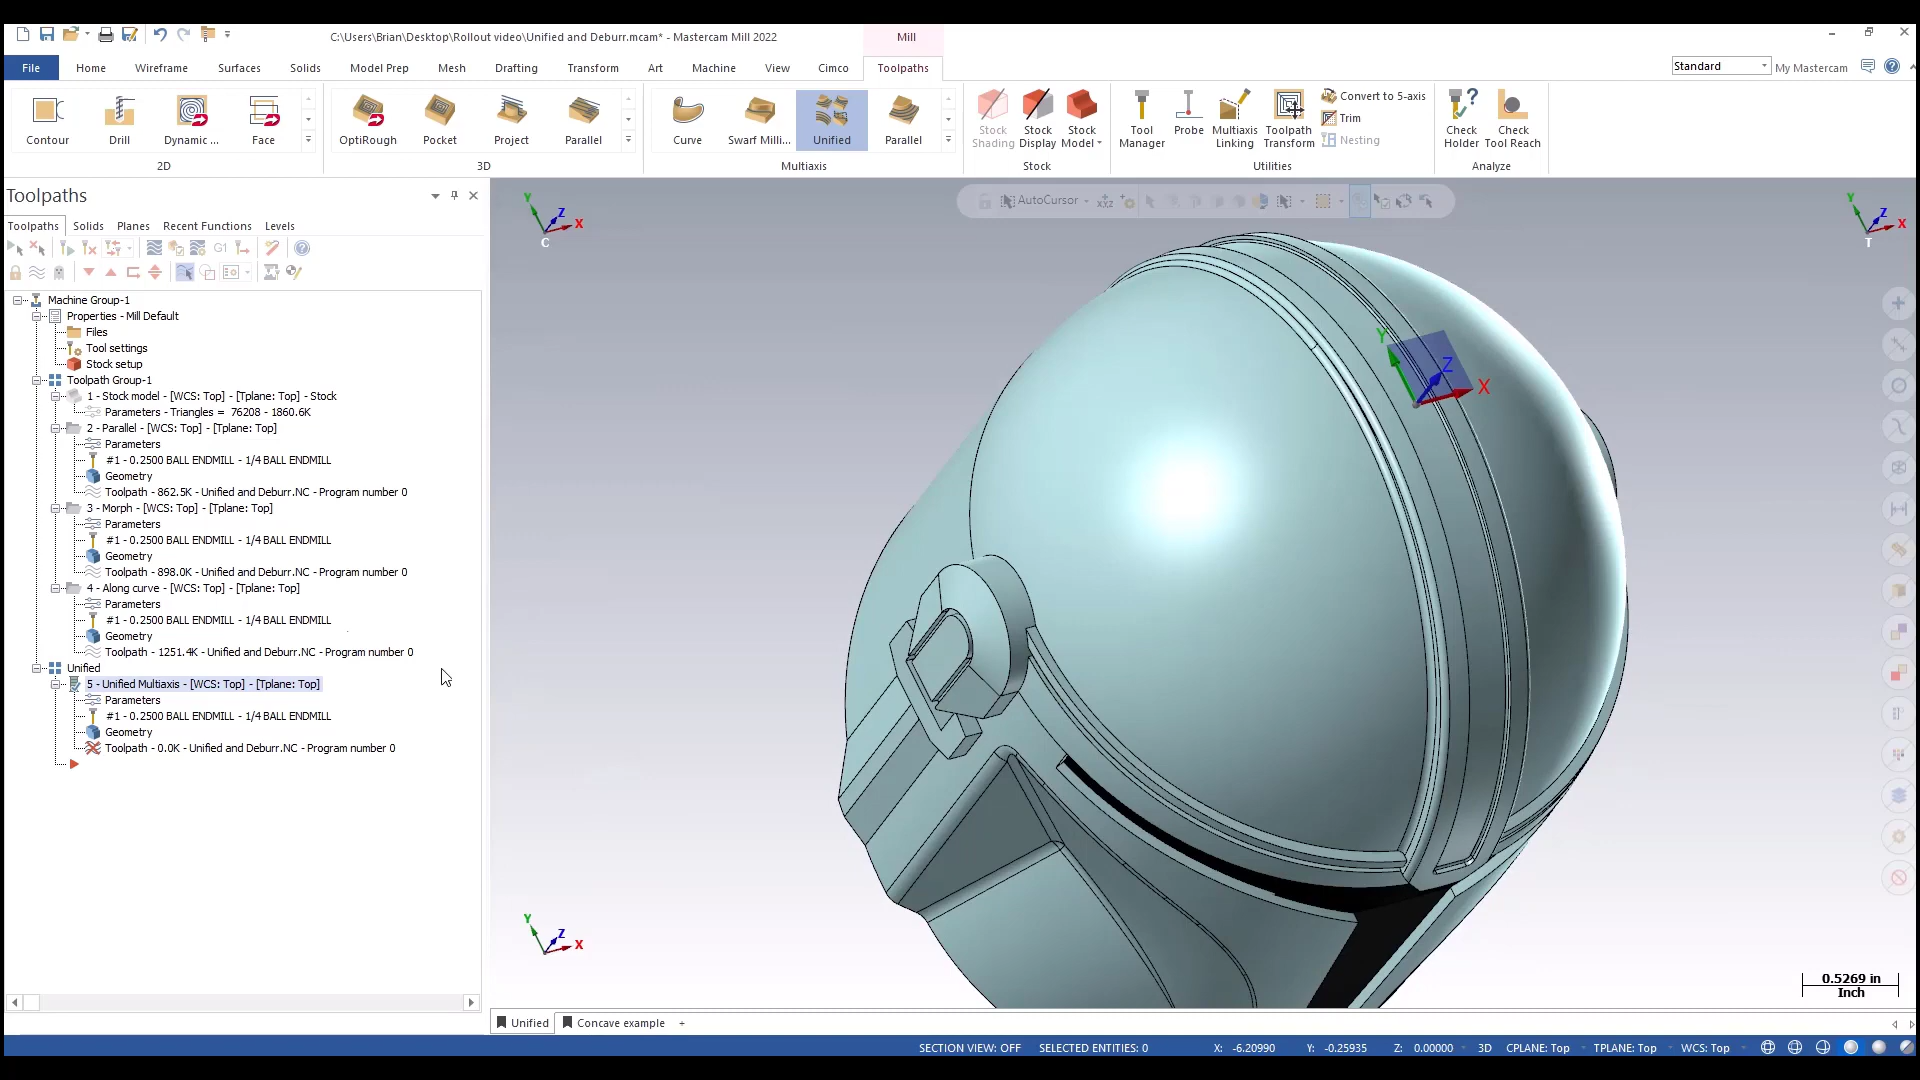 C:\Users\Brian\Desktop\Rollout video\Unified and Deburr.mcam* - Mastercam Mill 2022
Mill
File Home Wireframe Surfaces Solids Model Prep Mesh Drafting Transform Art Machine View Cimco Toolpaths
Standard My Mastercam
Contour Drill Dynamic ... Face
2D
OptiRough Pocket Project Parallel
3D
Curve Swarf Milli... Unified Parallel
Multiaxis
Stock Shading Stock Display Stock Model
Stock
Tool Manager Probe Multiaxis Linking Toolpath Transform
Convert to 5-axis
Trim
Nesting
Utilities
Check Holder Check Tool Reach
Analyze
Toolpaths
Toolpaths Solids Planes Recent Functions Levels
G1
Machine Group-1
Properties - Mill Default
Files
Tool settings
Stock setup
Toolpath Group-1
1 - Stock model - [WCS: Top] - [Tplane: Top] - Stock
Parameters - Triangles = 76208 - 1860.6K
2 - Parallel - [WCS: Top] - [Tplane: Top]
Parameters
#1 - 0.2500 BALL ENDMILL - 1/4 BALL ENDMILL
Geometry
Toolpath - 862.5K - Unified and Deburr.NC - Program number 0
3 - Morph - [WCS: Top] - [Tplane: Top]
Parameters
#1 - 0.2500 BALL ENDMILL - 1/4 BALL ENDMILL
Geometry
Toolpath - 898.0K - Unified and Deburr.NC - Program number 0
4 - Along curve - [WCS: Top] - [Tplane: Top]
Parameters
#1 - 0.2500 BALL ENDMILL - 1/4 BALL ENDMILL
Geometry
Toolpath - 1251.4K - Unified and Deburr.NC - Program number 0
Unified
5 - Unified Multiaxis - [WCS: Top] - [Tplane: Top]
Parameters
#1 - 0.2500 BALL ENDMILL - 1/4 BALL ENDMILL
Geometry
Toolpath - 0.0K - Unified and Deburr.NC - Program number 0
AutoCursor
Y Z X
C
Y Z X
T
Y Z X
Y Z X
0.5269 in
Inch
Unified Concave example +
SECTION VIEW: OFF SELECTED ENTITIES: 0 X: -6.20990 Y: -0.25935 Z: 0.00000 3D CPLANE: Top TPLANE: Top WCS: Top